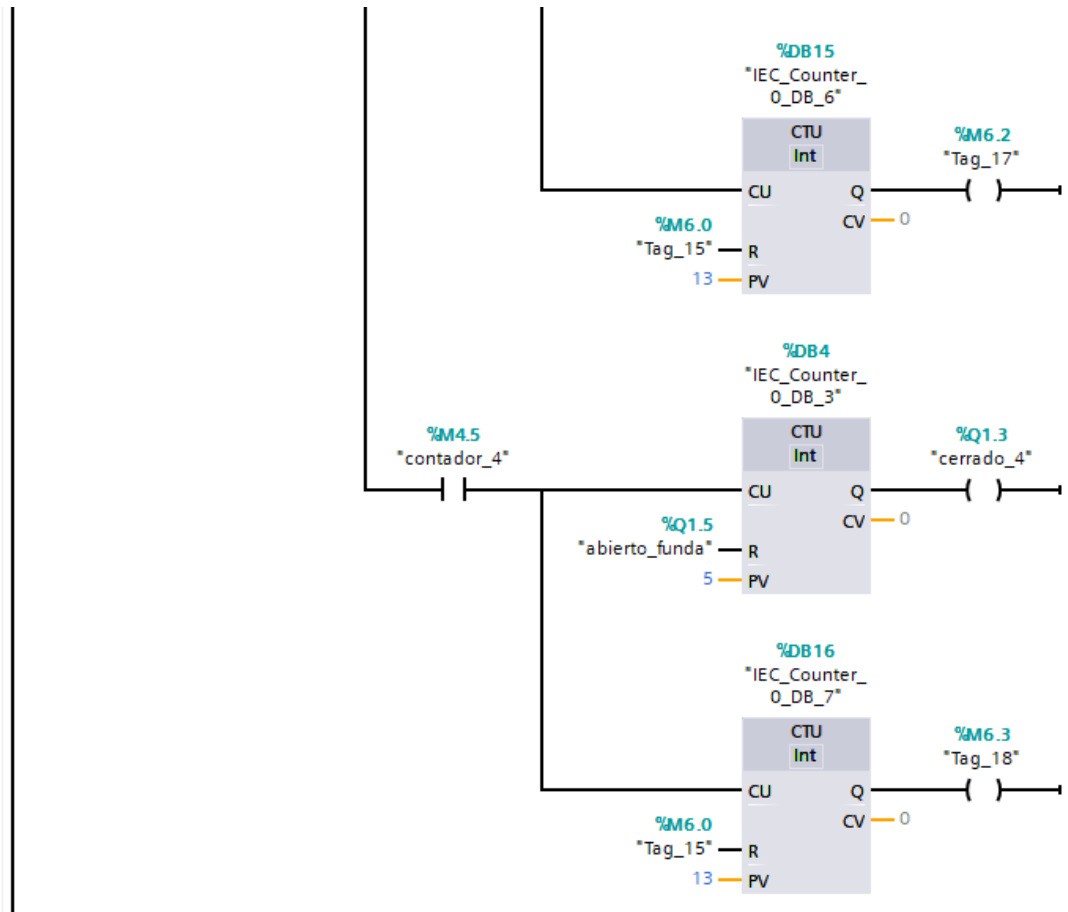 %DB15
"IEC_Counter_
0_DB_6"
CTU
Int
%M6.2
"Tag_17"
CU Q
%M6.0
CV 0
"Tag_15" R
13 PV
%DB4
"IEC_Counter_
0_DB_3"
CTU
Int
%M4.5
"contador_4"
%Q1.3
"cerrado_4"
CU Q
%Q1.5
CV 0
"abierto_funda" R
5 PV
%DB16
"IEC_Counter_
0_DB_7"
CTU
Int
%M6.3
"Tag_18"
CU Q
%M6.0
CV 0
"Tag_15" R
13 PV